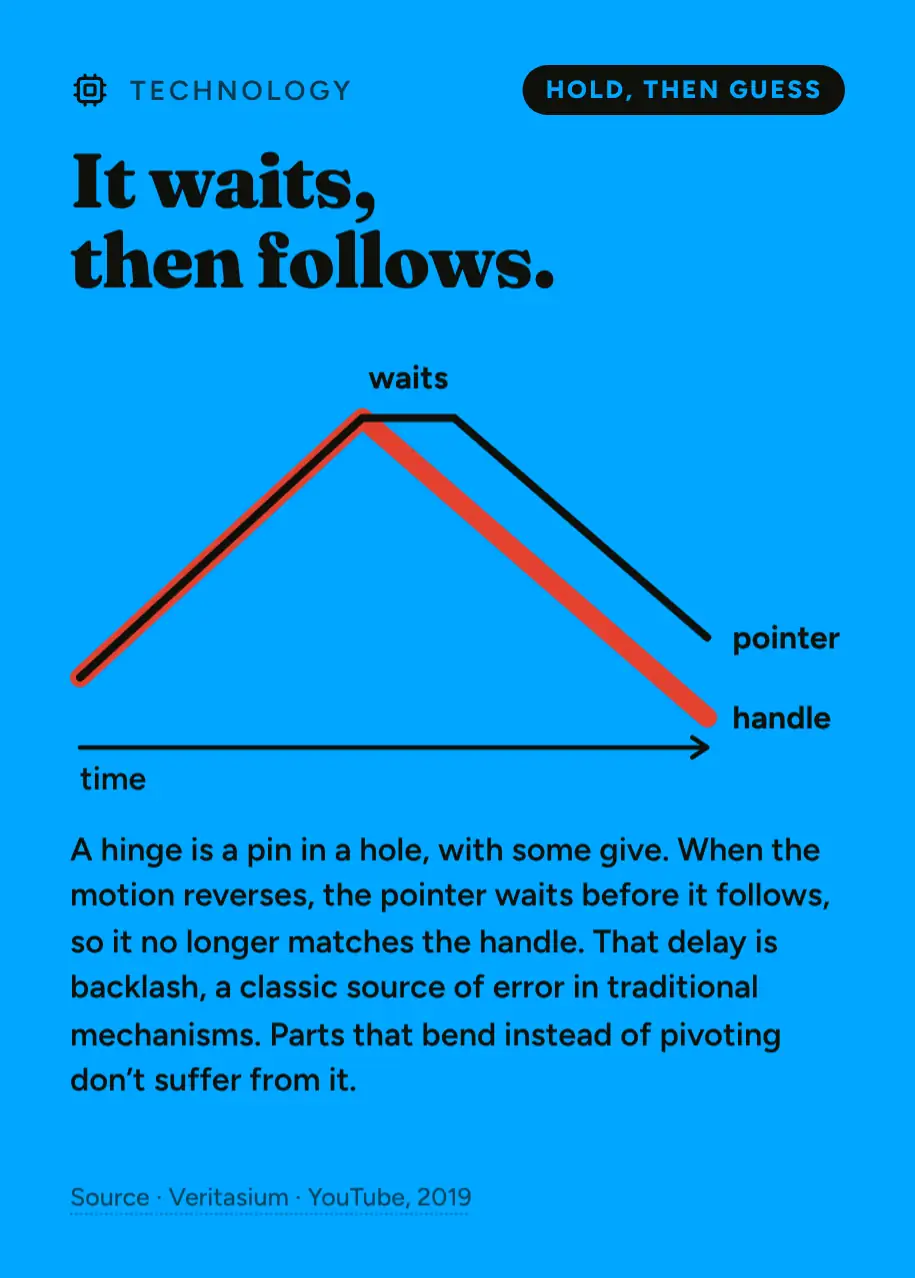 TECHNOLOGY
HOLD, THEN GUESS
It waits,
then follows.
waits
pointer
handle
time
A hinge is a pin in a hole, with some give. When the
motion reverses, the pointer waits before it follows,
so it no longer matches the handle. That delay is
backlash, a classic source of error in traditional
mechanisms. Parts that bend instead of pivoting
don’t suffer from it.
Source · Veritasium · YouTube, 2019